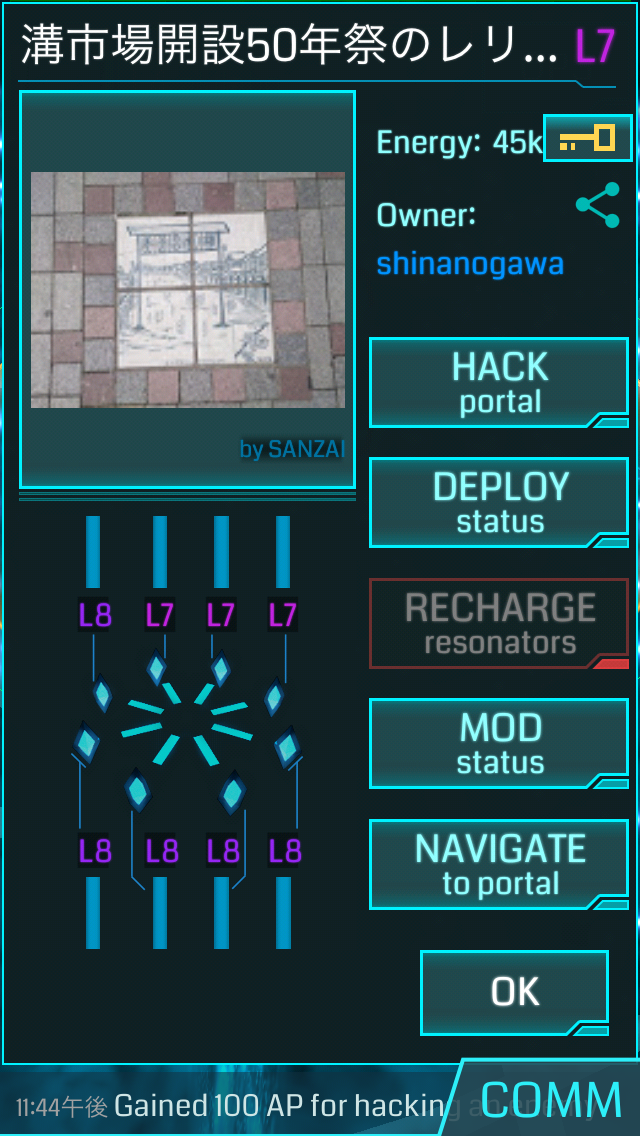 溝市場開設50年祭のレリ... L7
Energy: 45k
Owner:
shinanogawa
by SANZAI
HACK
portal
DEPLOY
status
RECHARGE
resonators
MOD
status
NAVIGATE
to portal
L8 L7 L7 L7
L8 L8 L8 L8
OK
11:44午後 Gained 100 AP for hacking an enemy
COMM